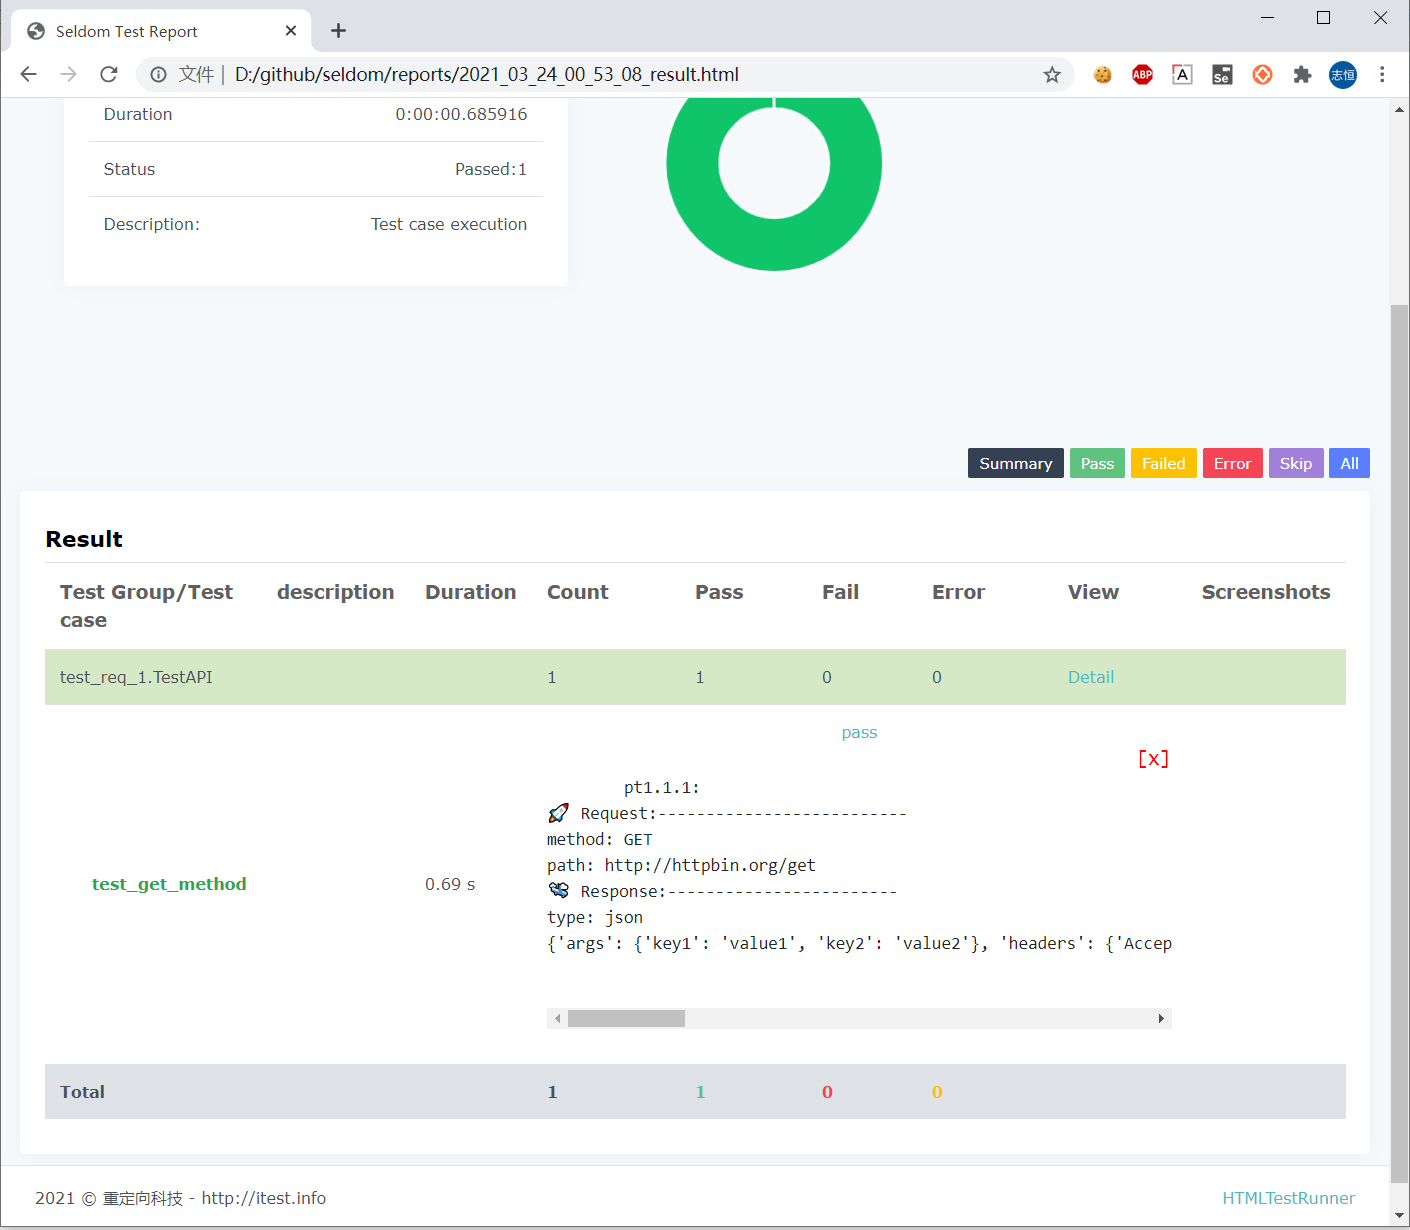 Seldom Test Report
文件 | D:/github/seldom/reports/2021_03_24_00_53_08_result.html
ABP
A
Se
志恒
Duration 0:00:00.685916
Status Passed:1
Description: Test case execution
Summary Pass Failed Error Skip All
Result
Test Group/Test case description Duration Count Pass Fail Error View Screenshots
test_req_1.TestAPI 1 1 0 0 Detail
pass
[x]
pt1.1.1:
🚀 Request:--------------------------
method: GET
path: http://httpbin.org/get
🛰️ Response:------------------------
type: json
{'args': {'key1': 'value1', 'key2': 'value2'}, 'headers': {'Accep
test_get_method 0.69 s
Total 1 1 0 0
2021 © 重定向科技 - http://itest.info HTMLTestRunner